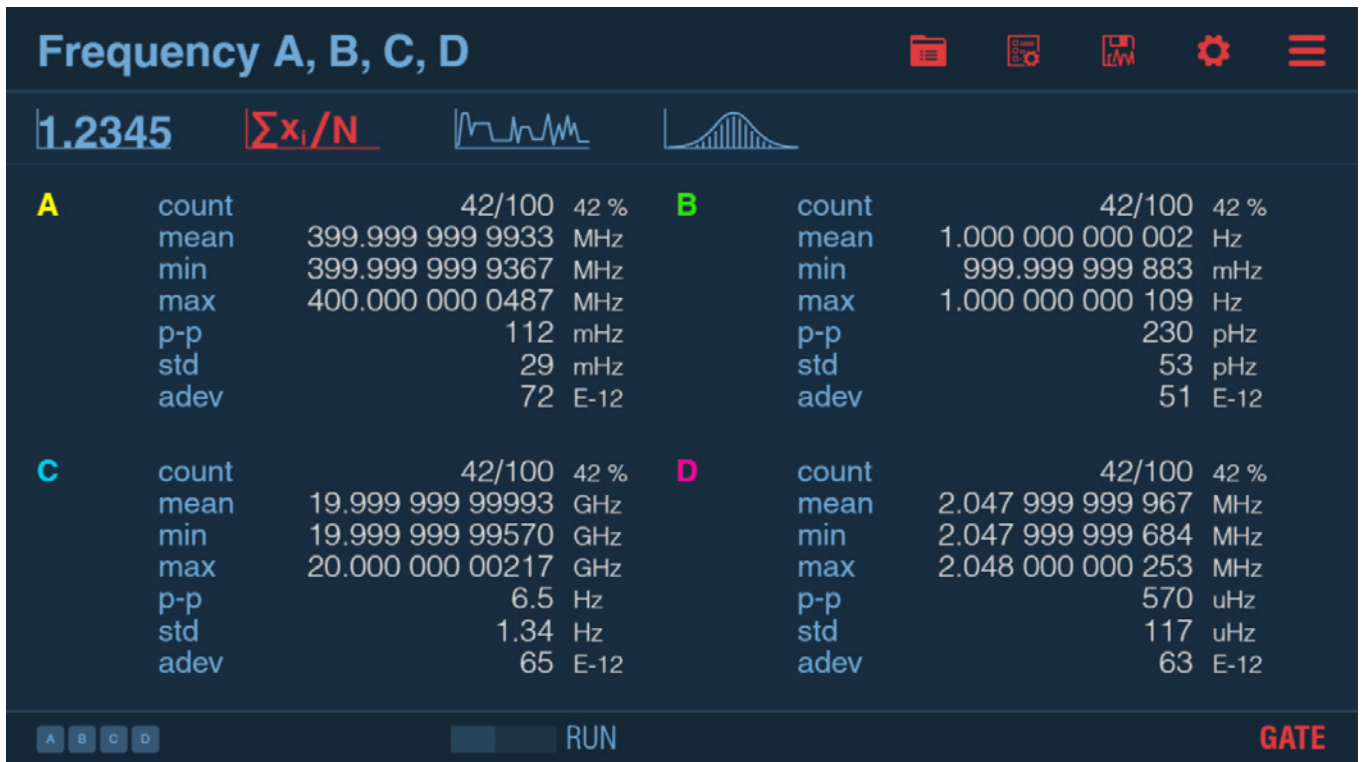 Frequency A, B, C, D
1.2345 ∑xᵢ/N
A count 42/100 42 %
mean 399.999 999 9933 MHz
min 399.999 999 9367 MHz
max 400.000 000 0487 MHz
p-p 112 mHz
std 29 mHz
adev 72 E-12
B count 42/100 42 %
mean 1.000 000 000 002 Hz
min 999.999 999 883 mHz
max 1.000 000 000 109 Hz
p-p 230 pHz
std 53 pHz
adev 51 E-12
C count 42/100 42 %
mean 19.999 999 99993 GHz
min 19.999 999 99570 GHz
max 20.000 000 00217 GHz
p-p 6.5 Hz
std 1.34 Hz
adev 65 E-12
D count 42/100 42 %
mean 2.047 999 999 967 MHz
min 2.047 999 999 684 MHz
max 2.048 000 000 253 MHz
p-p 570 uHz
std 117 uHz
adev 63 E-12
A B C D RUN GATE